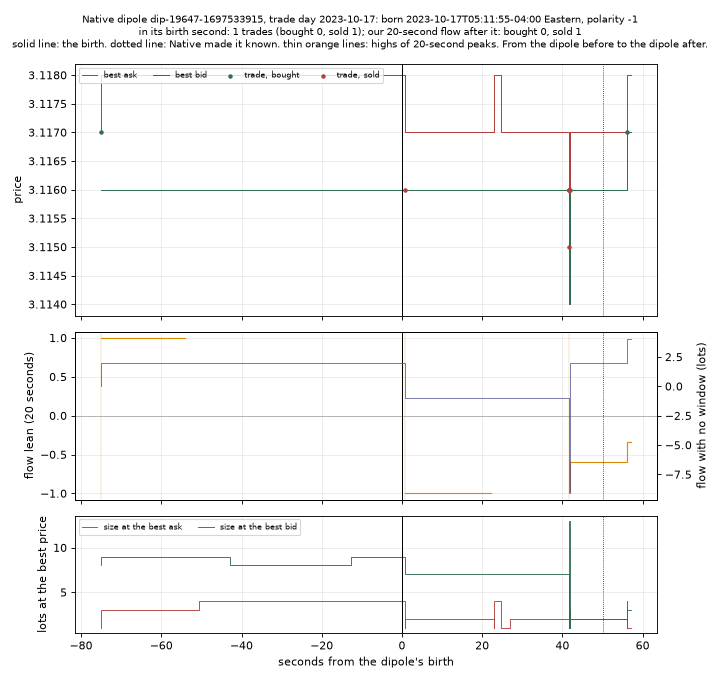 Native dipole dip-19647-1697533915, trade day 2023-10-17: born 2023-10-17T05:11:55-04:00 Eastern, polarity -1
in its birth second: 1 trades (bought 0, sold 1); our 20-second flow after it: bought 0, sold 1
solid line: the birth. dotted line: Native made it known. thin orange lines: highs of 20-second peaks. From the dipole before to the dipole after.
best ask best bid trade, bought trade, sold
3.1180
3.1175
3.1170
3.1165
3.1160
3.1155
3.1150
3.1145
3.1140
price
1.0
0.5
0.0
−0.5
−1.0
flow lean (20 seconds)
2.5
0.0
−2.5
−5.0
−7.5
flow with no window (lots)
size at the best ask size at the best bid
10
5
lots at the best price
−80 −60 −40 −20 0 20 40 60
seconds from the dipole's birth